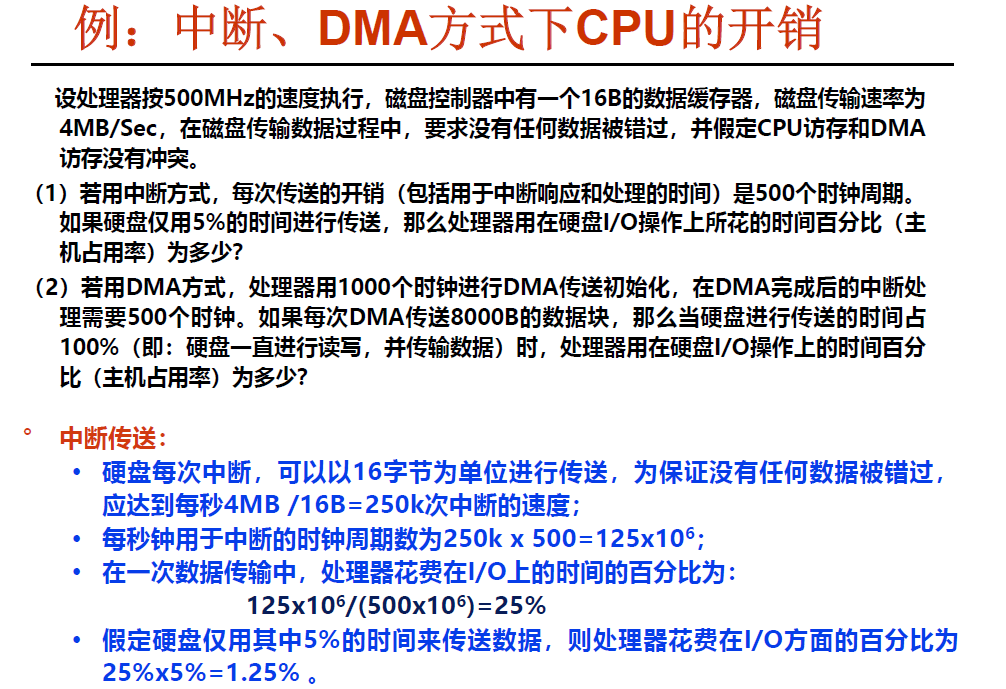 例：中断、DMA方式下CPU的开销
设处理器按500MHz的速度执行，磁盘控制器中有一个16B的数据缓存器，磁盘传输速率为
4MB/Sec，在磁盘传输数据过程中，要求没有任何数据被错过，并假定CPU访存和DMA
访存没有冲突。
（1）若用中断方式，每次传送的开销（包括用于中断响应和处理的时间）是500个时钟周期。
如果硬盘仅用5%的时间进行传送，那么处理器用在硬盘I/O操作上所花的时间百分比（主
机占用率）为多少？
（2）若用DMA方式，处理器用1000个时钟进行DMA传送初始化，在DMA完成后的中断处
理需要500个时钟。如果每次DMA传送8000B的数据块，那么当硬盘进行传送的时间占
100%（即：硬盘一直进行读写，并传输数据）时，处理器用在硬盘I/O操作上的时间百分
比（主机占用率）为多少？
° 中断传送：
• 硬盘每次中断，可以以16字节为单位进行传送，为保证没有任何数据被错过，
应达到每秒4MB /16B=250k次中断的速度；
• 每秒钟用于中断的时钟周期数为250k x 500=125x10⁶；
• 在一次数据传输中，处理器花费在I/O上的时间的百分比为：
125x10⁶/(500x10⁶)=25%
• 假定硬盘仅用其中5%的时间来传送数据，则处理器花费在I/O方面的百分比为
25%x5%=1.25% 。